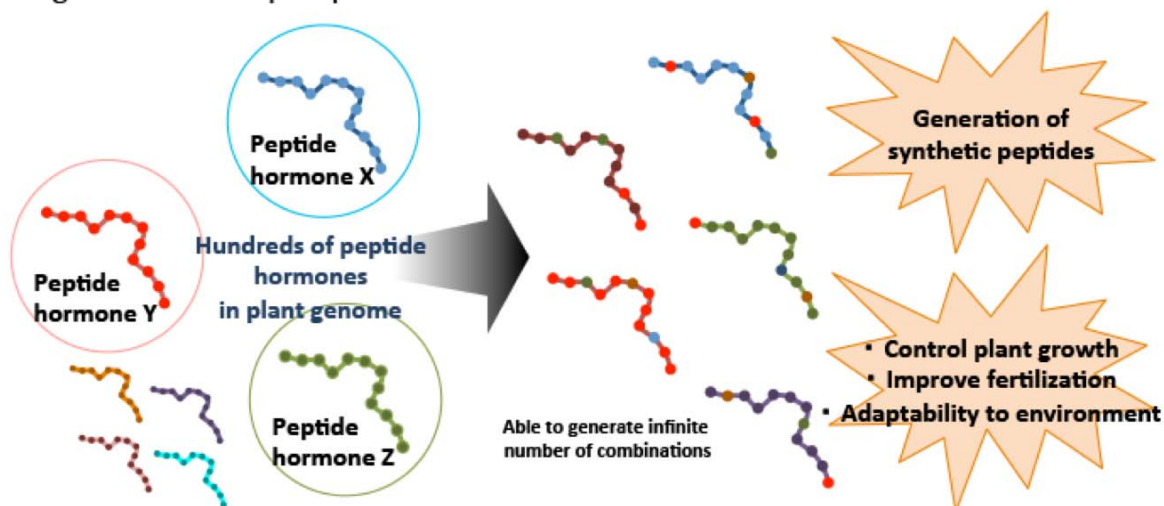 Peptide
hormone X
Peptide
hormone Y
Hundreds of peptide
hormones
in plant genome
Peptide
hormone Z
Able to generate infinite
number of combinations
Generation of
synthetic peptides
· Control plant growth
· Improve fertilization
· Adaptability to environment